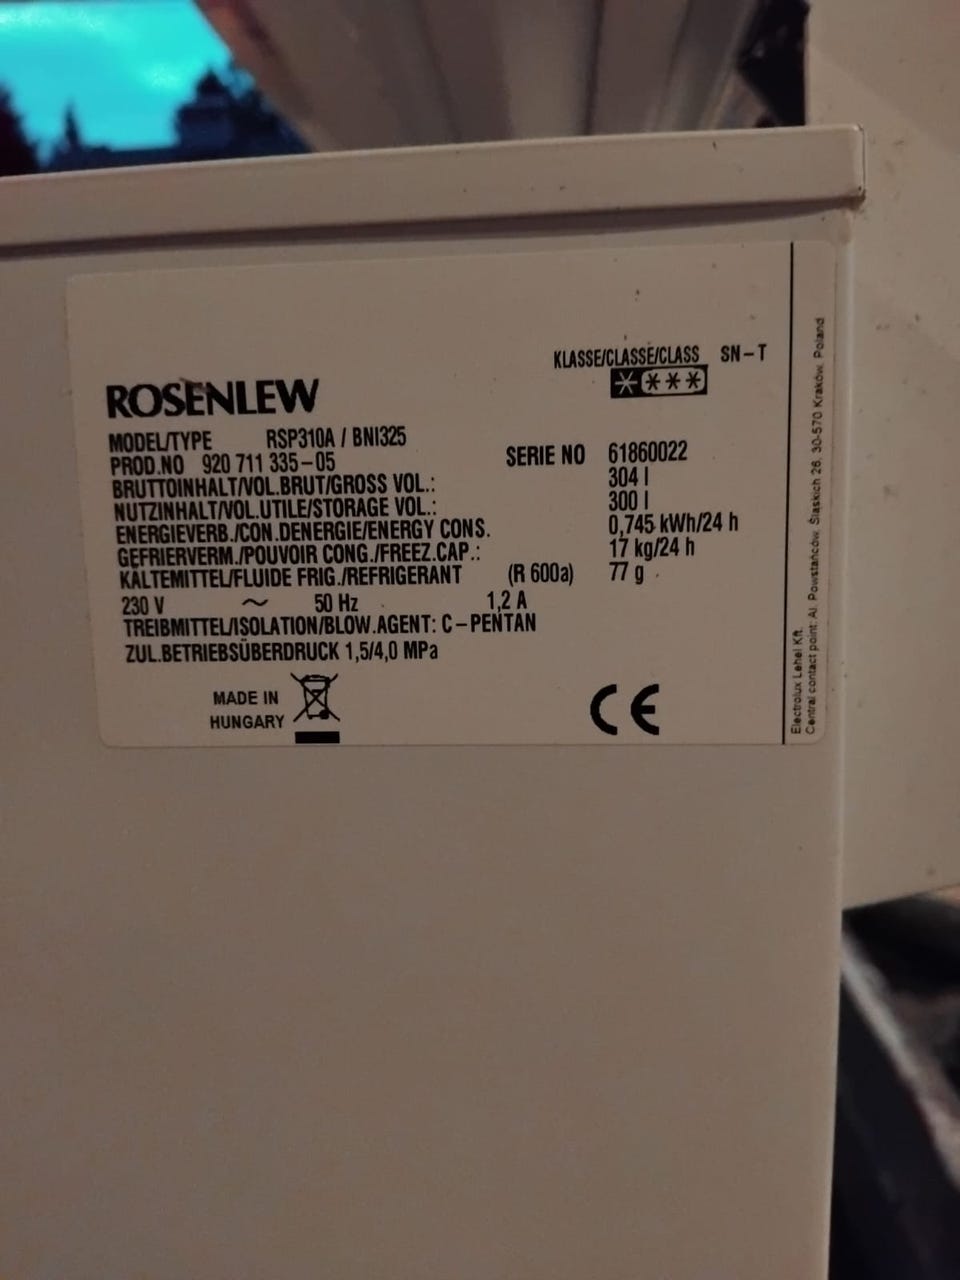 KLASSE/CLASSE/CLASS SN-T
ROSENLEW
MODEL/TYPE RSP310A / BNI325
PROD.NO 920 711 335-05 SERIE NO 61860022
BRUTTOINHALT/VOL.BRUT/GROSS VOL.: 304 l
NUTZINHALT/VOL.UTILE/STORAGE VOL.: 300 l
ENERGIEVERB./CON.DENERGIE/ENERGY CONS. 0,745 kWh/24 h
GEFRIERVERM./POUVOIR CONG./FREEZ.CAP.: 17 kg/24 h
KÄLTEMITTEL/FLUIDE FRIG./REFRIGERANT (R 600a) 77 g
230 V ~ 50 Hz 1,2 A
TREIBMITTEL/ISOLATION/BLOW.AGENT: C-PENTAN
ZUL.BETRIEBSÜBERDRUCK 1,5/4,0 MPa
MADE IN
HUNGARY
CE
Electrolux Lehel Kft.
Central contact point: Al. Powstańców Śląskich 26, 30-570 Kraków, Poland